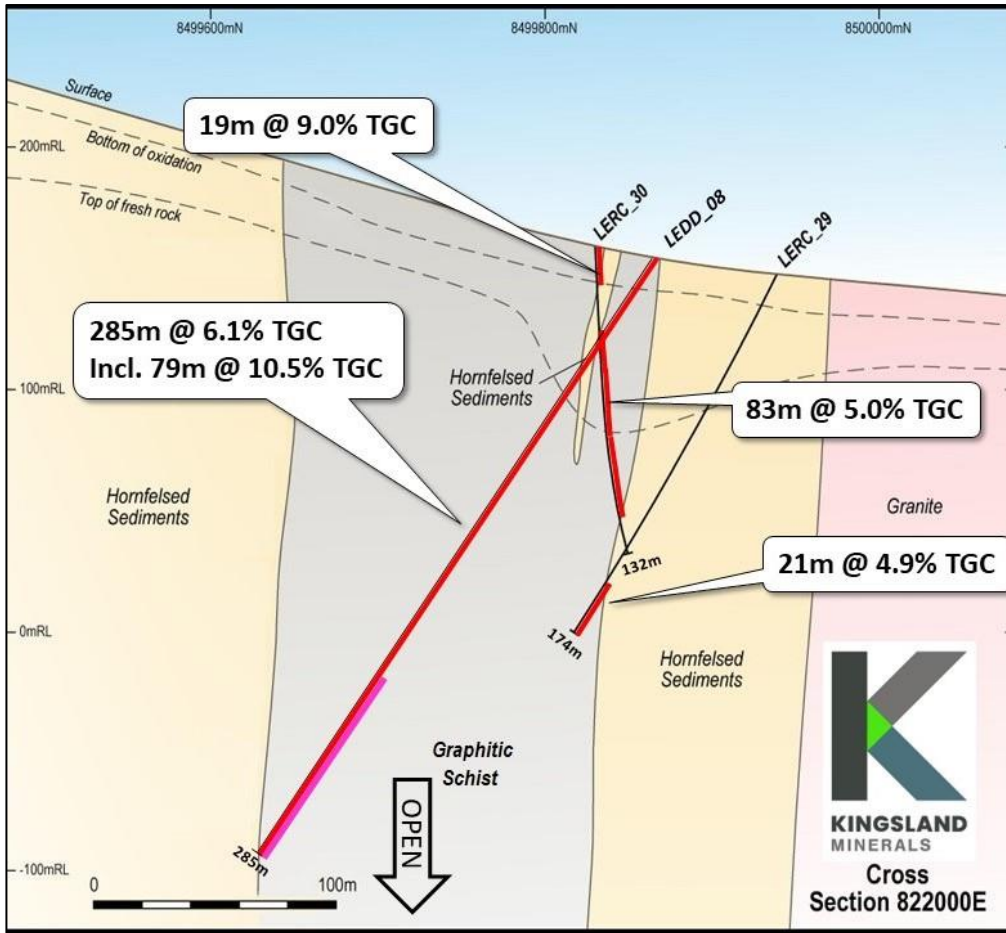 8499600mN
8499800mN
8500000mN
Surface
Bottom of oxidation
Top of fresh rock
200mRL
100mRL
0mRL
-100mRL
19m @ 9.0% TGC
LERC_30
LEDD_08
LERC_29
285m @ 6.1% TGC
Incl. 79m @ 10.5% TGC
Hornfelsed
Sediments
83m @ 5.0% TGC
Hornfelsed
Sediments
Granite
132m
21m @ 4.9% TGC
174m
Hornfelsed
Sediments
Graphitic
Schist
OPEN
285m
0
100m
KINGSLAND
MINERALS
Cross
Section 822000E